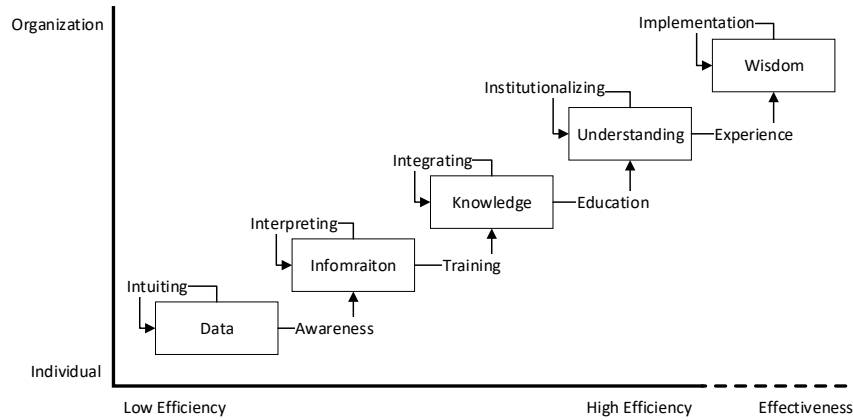 Organization
Implementation
Wisdom
Institutionalizing
Understanding
Experience
Integrating
Knowledge
Education
Interpreting
Infomraiton
Training
Intuiting
Data
Awareness
Individual
Low Efficiency
High Efficiency
Effectiveness